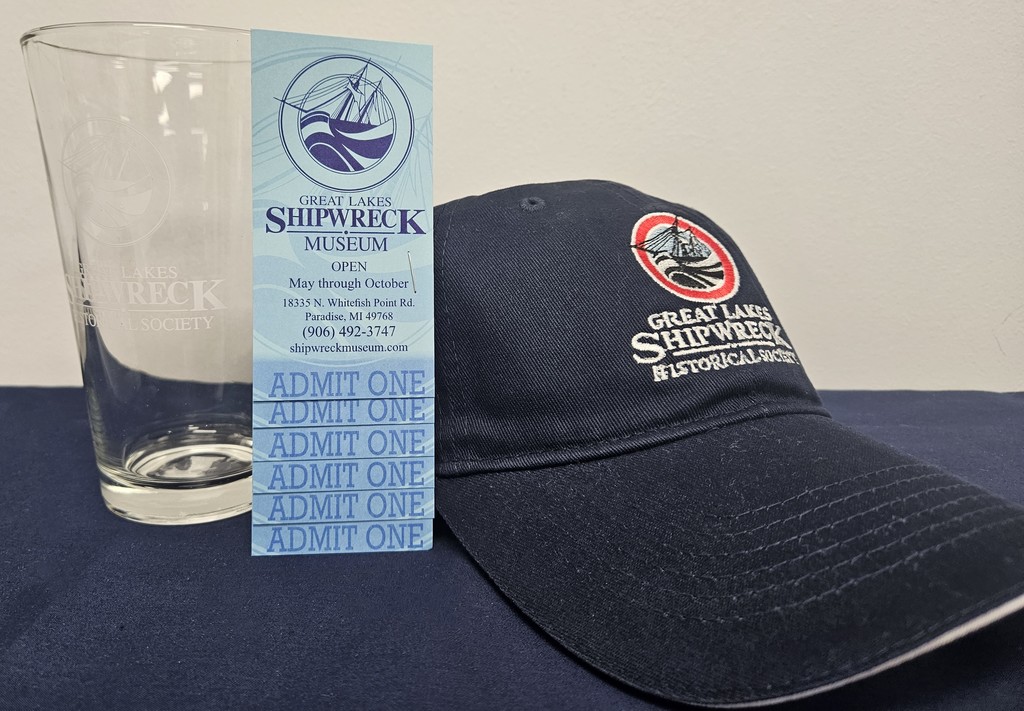 GREAT LAKES
SHIPWRECK
MUSEUM
OPEN
May through October
18335 N. Whitefish Point Rd.
Paradise, MI 49768
(906) 492-3747
shipwreckmuseum.com
ADMIT ONE
ADMIT ONE
ADMIT ONE
ADMIT ONE
ADMIT ONE
ADMIT ONE
LAKES
SHIPWRECK
HISTORICAL SOCIETY
GREAT LAKES
SHIPWRECK
HISTORICAL SOCIETY